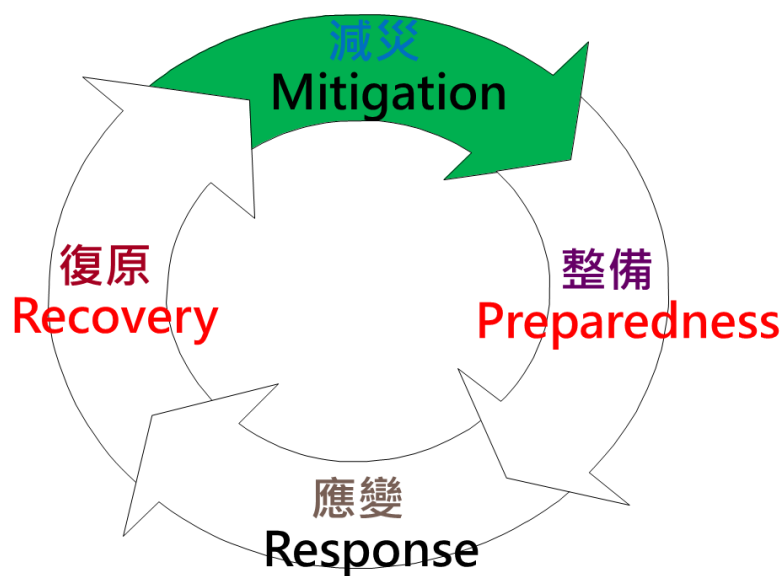 減災
Mitigation
整備
Preparedness
應變
Response
復原
Recovery